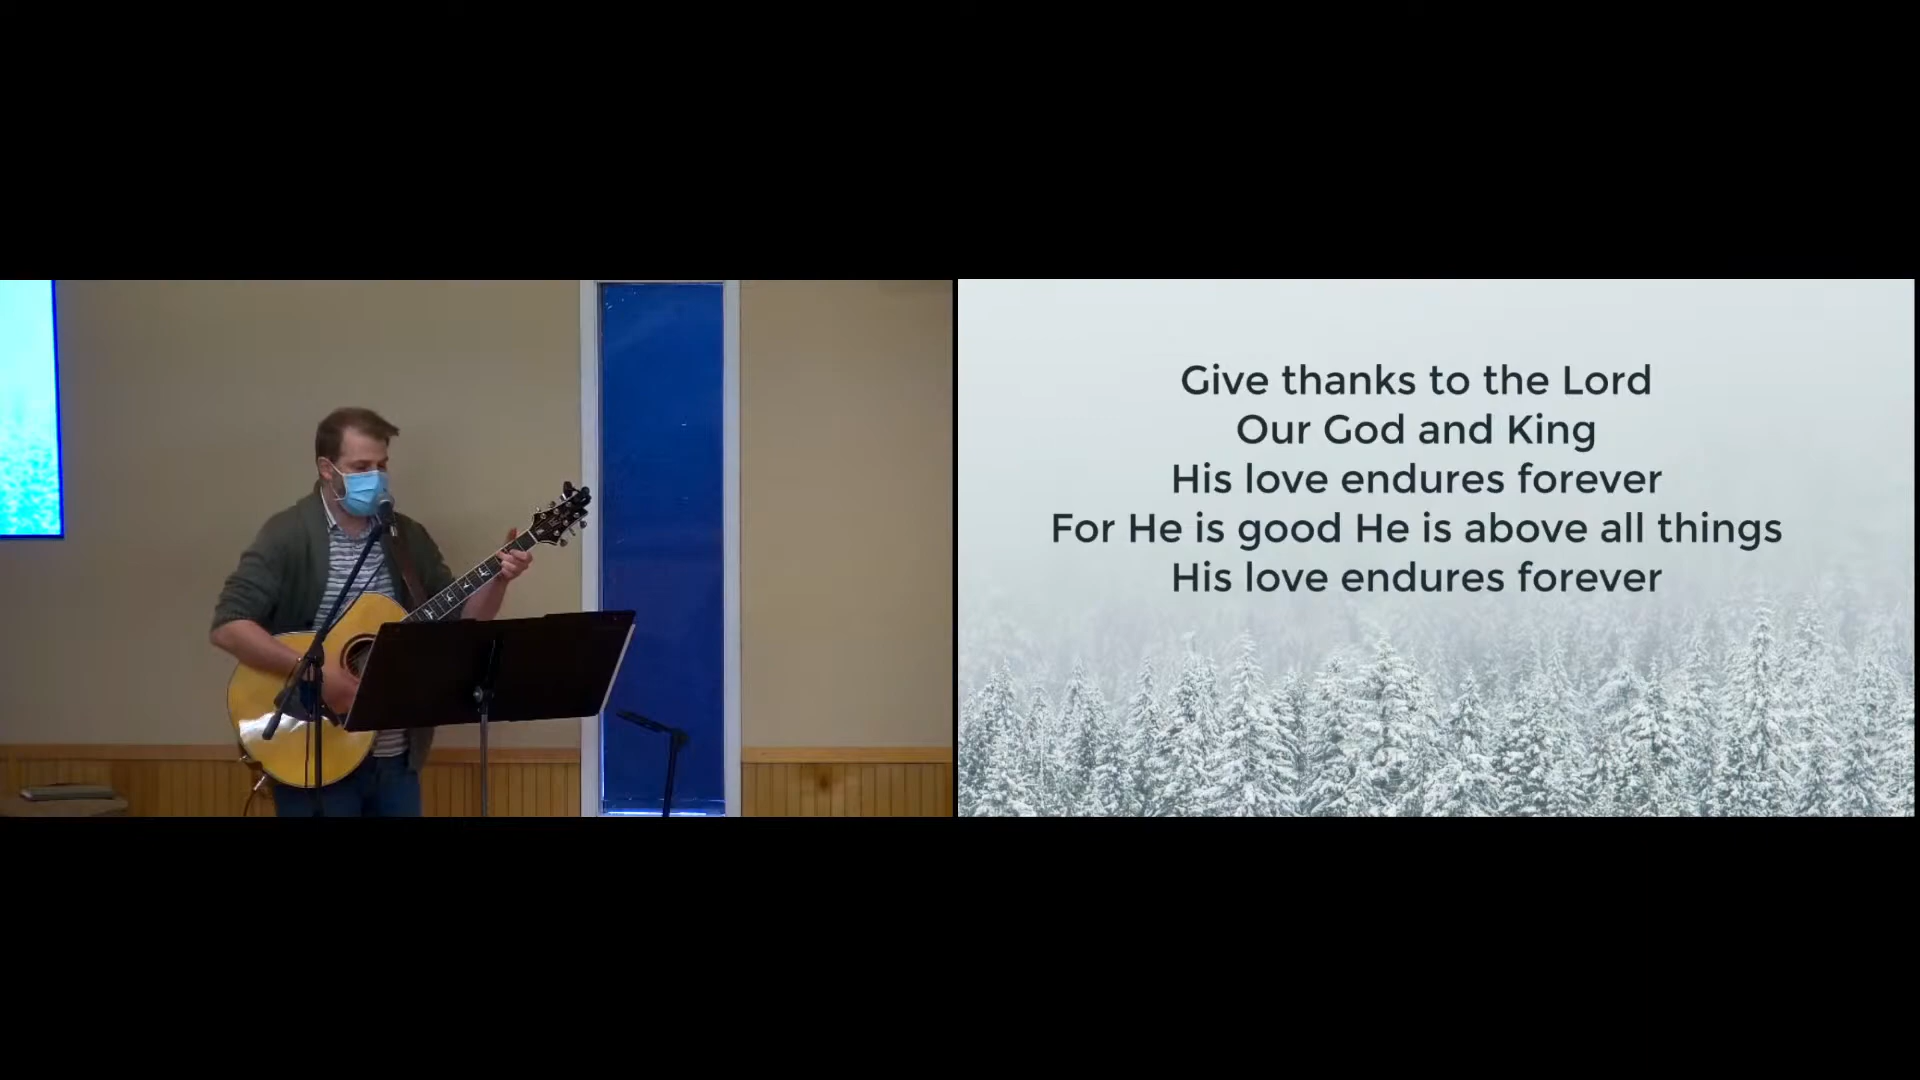 Give thanks to the Lord
Our God and King
His love endures forever
For He is good He is above all things
His love endures forever